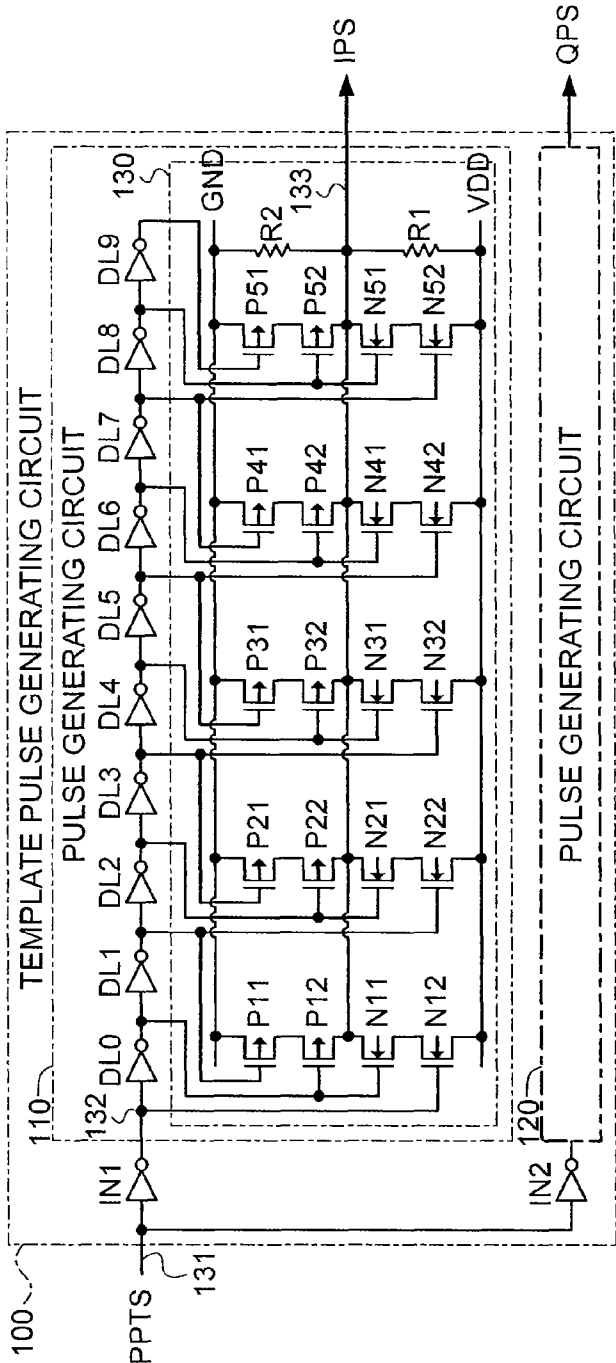 TEMPLATE PULSE GENERATING CIRCUIT
PULSE GENERATING CIRCUIT
100
110
120
130
131
132
133
PPTS
IN1
IN2
DL0 DL1 DL2 DL3 DL4 DL5 DL6 DL7 DL8 DL9
GND
P11 P21 P31 P41 P51 R2
P12 P22 P32 P42 P52
IPS
N11 N21 N31 N41 N51 R1
N12 N22 N32 N42 N52
VDD
PULSE GENERATING CIRCUIT
QPS